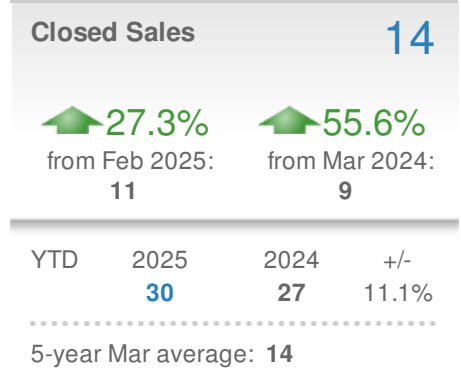 Closed Sales 14
27.3% 55.6%
from Feb 2025: from Mar 2024:
11 9
YTD 2025 2024 +/-
30 27 11.1%
5-year Mar average: 14